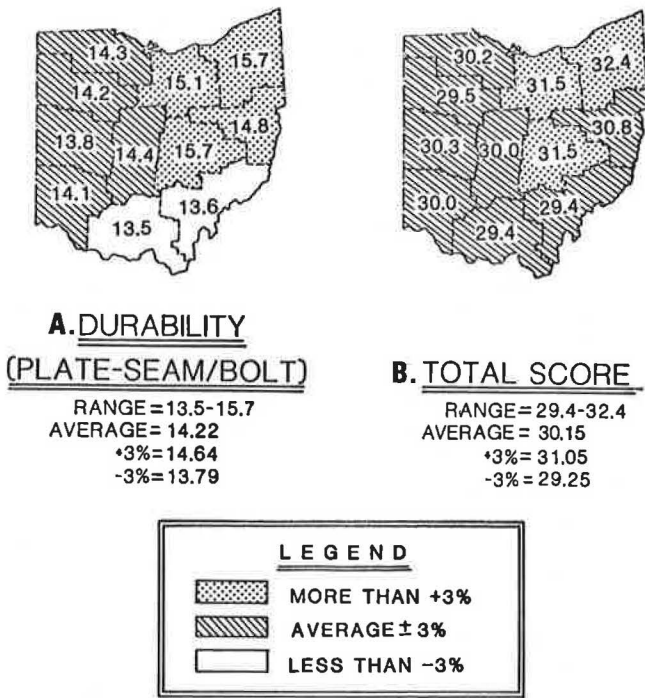 14.3
15.7
15.1
14.2
14.8
13.8
14.4
15.7
14.1
13.6
13.5
30.2
32.4
31.5
29.5
30.8
30.3
30.0
31.5
30.0
29.4
29.4
A. DURABILITY
(PLATE-SEAM/BOLT)
RANGE=13.5-15.7
AVERAGE=14.22
+3%=14.64
-3%=13.79
B. TOTAL SCORE
RANGE=29.4-32.4
AVERAGE=30.15
+3%=31.05
-3%=29.25
LEGEND
MORE THAN +3%
AVERAGE ± 3%
LESS THAN -3%